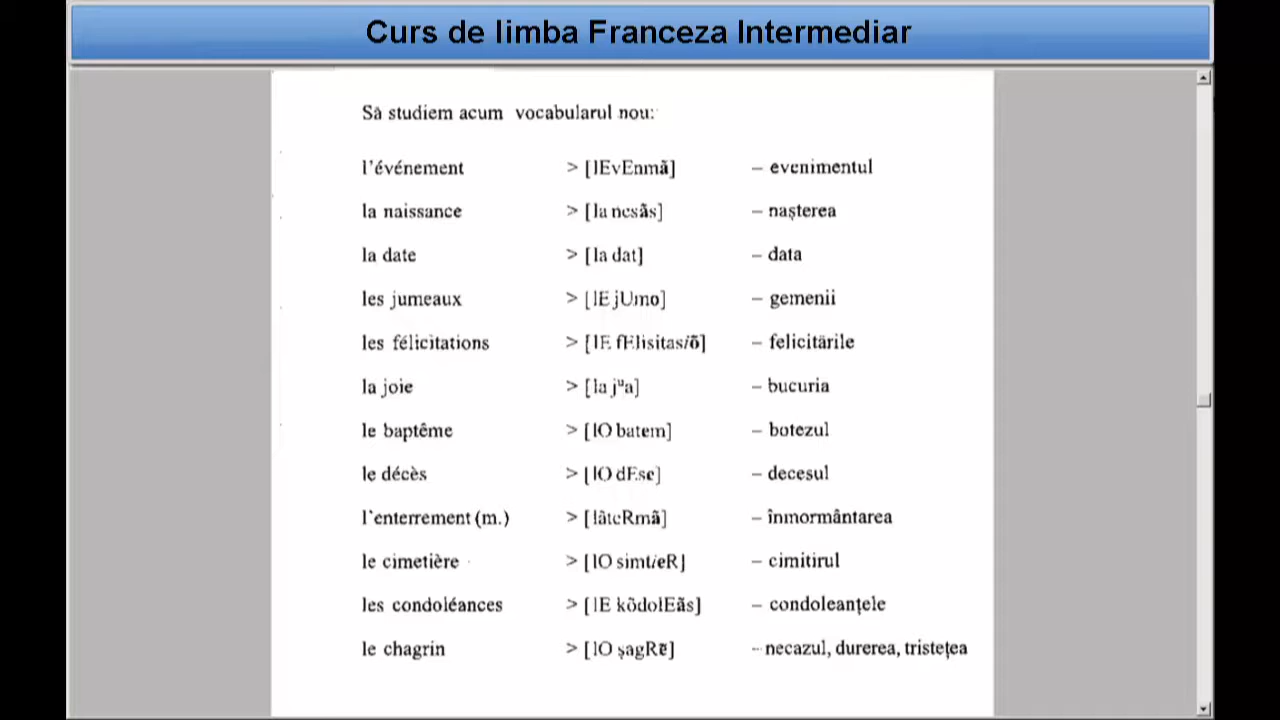 Curs de limba Franceza Intermediar
Să studiem acum vocabularul nou:
l'événement > [lEvEnmã] – evenimentul
la naissance > [la nesãs] – nașterea
la date > [la dat] – data
les jumeaux > [lE jUmo] – gemenii
les félicitations > [lE fElisitasiõ] – felicitările
la joie > [la jᵘa] – bucuria
le baptême > [lO batem] – botezul
le décès > [lO dEse] – decesul
l'enterrement (m.) > [lãteRmã] – înmormântarea
le cimetière > [lO simtieR] – cimitirul
les condoléances > [lE kõdolEãs] – condoleanțele
le chagrin > [lO șagRẽ] – necazul, durerea, tristețea